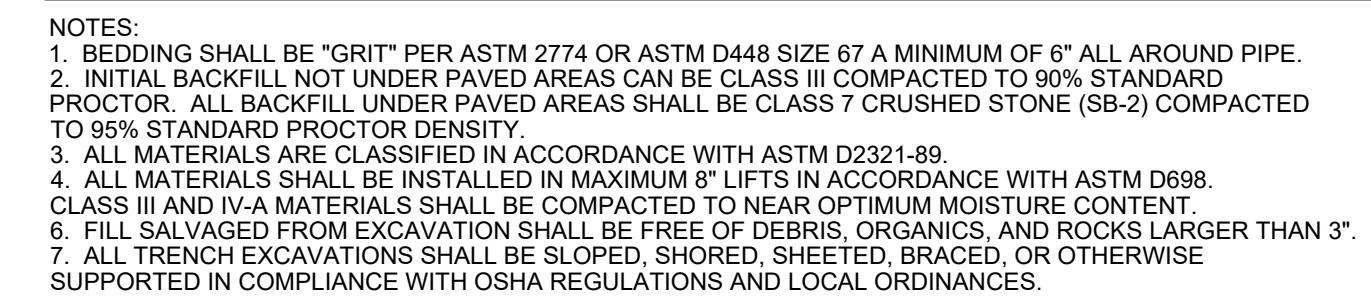 NOTES:
1. BEDDING SHALL BE "GRIT" PER ASTM 2774 OR ASTM D448 SIZE 67 A MINIMUM OF 6" ALL AROUND PIPE.
2. INITIAL BACKFILL NOT UNDER PAVED AREAS CAN BE CLASS III COMPACTED TO 90% STANDARD
PROCTOR. ALL BACKFILL UNDER PAVED AREAS SHALL BE CLASS 7 CRUSHED STONE (SB-2) COMPACTED
TO 95% STANDARD PROCTOR DENSITY.
3. ALL MATERIALS ARE CLASSIFIED IN ACCORDANCE WITH ASTM D2321-89.
4. ALL MATERIALS SHALL BE INSTALLED IN MAXIMUM 8" LIFTS IN ACCORDANCE WITH ASTM D698.
CLASS III AND IV-A MATERIALS SHALL BE COMPACTED TO NEAR OPTIMUM MOISTURE CONTENT.
6. FILL SALVAGED FROM EXCAVATION SHALL BE FREE OF DEBRIS, ORGANICS, AND ROCKS LARGER THAN 3".
7. ALL TRENCH EXCAVATIONS SHALL BE SLOPED, SHORED, SHEETED, BRACED, OR OTHERWISE
SUPPORTED IN COMPLIANCE WITH OSHA REGULATIONS AND LOCAL ORDINANCES.